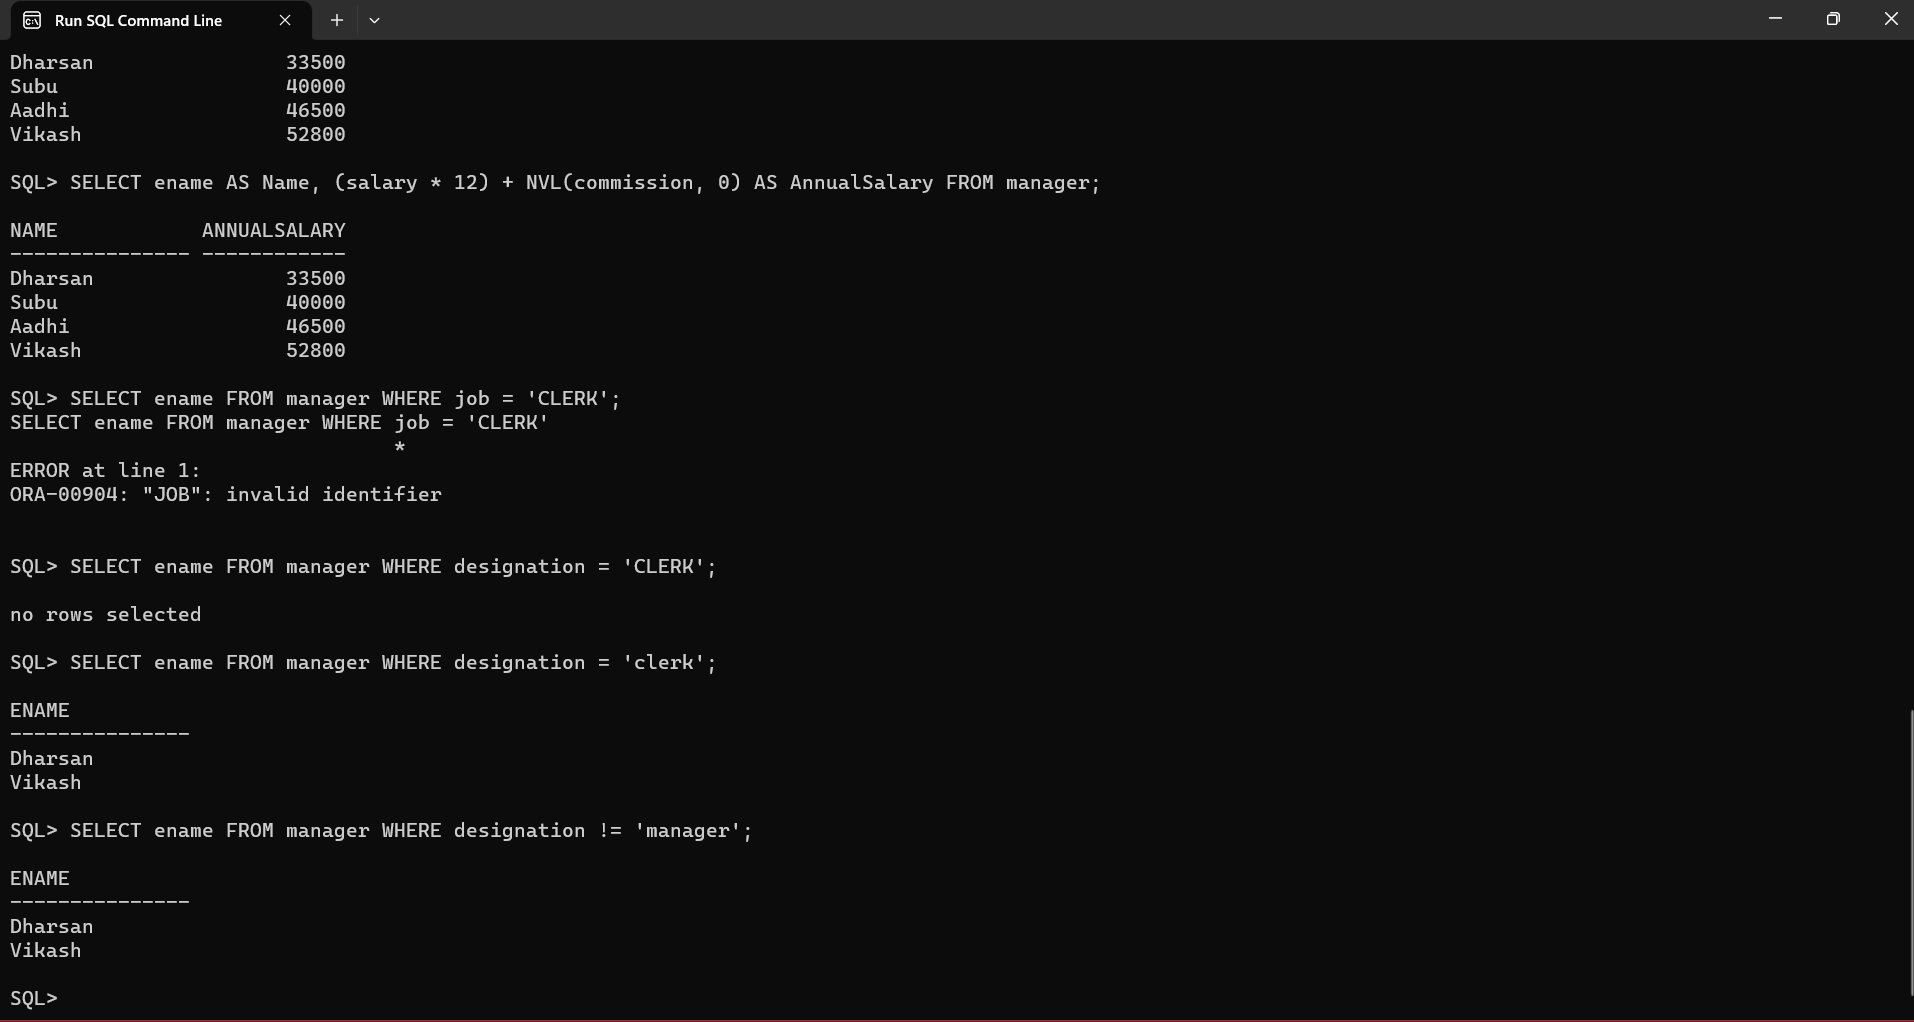 Run SQL Command Line
Dharsan                33500
Subu                   40000
Aadhi                  46500
Vikash                 52800
SQL> SELECT ename AS Name, (salary * 12) + NVL(commission, 0) AS AnnualSalary FROM manager;
NAME            ANNUALSALARY
--------------- ------------
Dharsan                33500
Subu                   40000
Aadhi                  46500
Vikash                 52800
SQL> SELECT ename FROM manager WHERE job = 'CLERK';
SELECT ename FROM manager WHERE job = 'CLERK'
                                *
ERROR at line 1:
ORA-00904: "JOB": invalid identifier
SQL> SELECT ename FROM manager WHERE designation = 'CLERK';
no rows selected
SQL> SELECT ename FROM manager WHERE designation = 'clerk';
ENAME
---------------
Dharsan
Vikash
SQL> SELECT ename FROM manager WHERE designation != 'manager';
ENAME
---------------
Dharsan
Vikash
SQL>